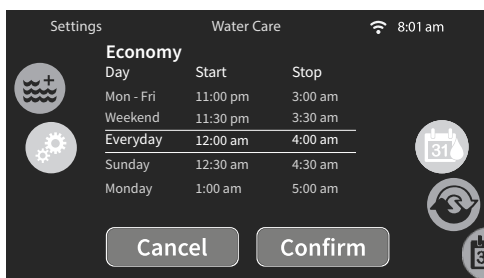 Settings Water Care 8:01 am
Economy
Day Start Stop
Mon - Fri 11:00 pm 3:00 am
Weekend 11:30 pm 3:30 am
Everyday 12:00 am 4:00 am
Sunday 12:30 am 4:30 am
Monday 1:00 am 5:00 am
31
Cancel Confirm